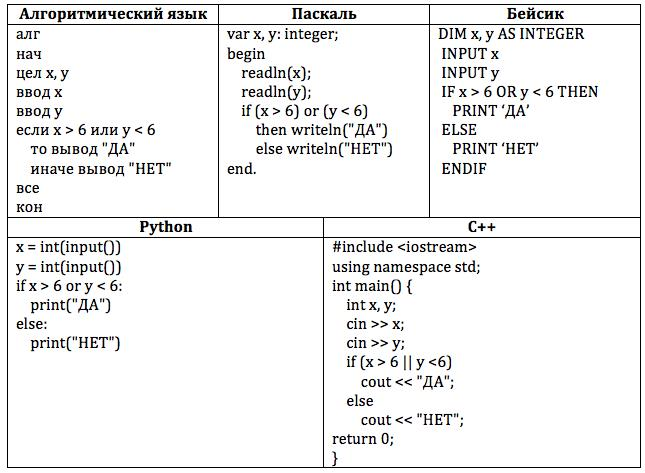 Алгоритмический язык
алг
нач
цел x, y
ввод x
ввод y
если x > 6 или y < 6
то вывод "ДА"
иначе вывод "НЕТ"
все
кон
Паскаль
var x, y: integer;
begin
readln(x);
readln(y);
if (x > 6) or (y < 6)
then writeln("ДА")
else writeln("НЕТ")
end.
Бейсик
DIM x, y AS INTEGER
INPUT x
INPUT y
IF x > 6 OR y < 6 THEN
PRINT ‘ДА’
ELSE
PRINT ‘НЕТ’
ENDIF
Python
x = int(input())
y = int(input())
if x > 6 or y < 6:
print("ДА")
else:
print("НЕТ")
C++
#include <iostream>
using namespace std;
int main() {
int x, y;
cin >> x;
cin >> y;
if (x > 6 || y <6)
cout << "ДА";
else
cout << "НЕТ";
return 0;
}